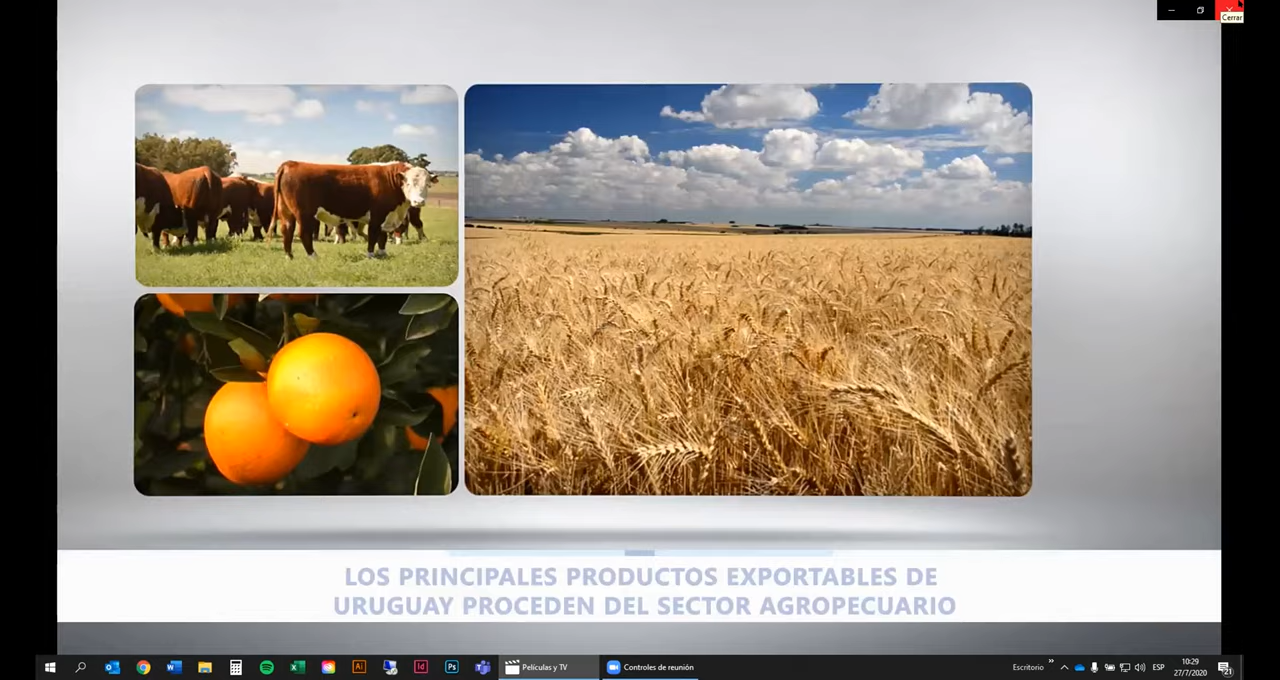 Cerrar
LOS PRINCIPALES PRODUCTOS EXPORTABLES DE
URUGUAY PROCEDEN DEL SECTOR AGROPECUARIO
Películas y TV
Controles de reunión
Escritorio
ESP
10:29
27/7/2020
21